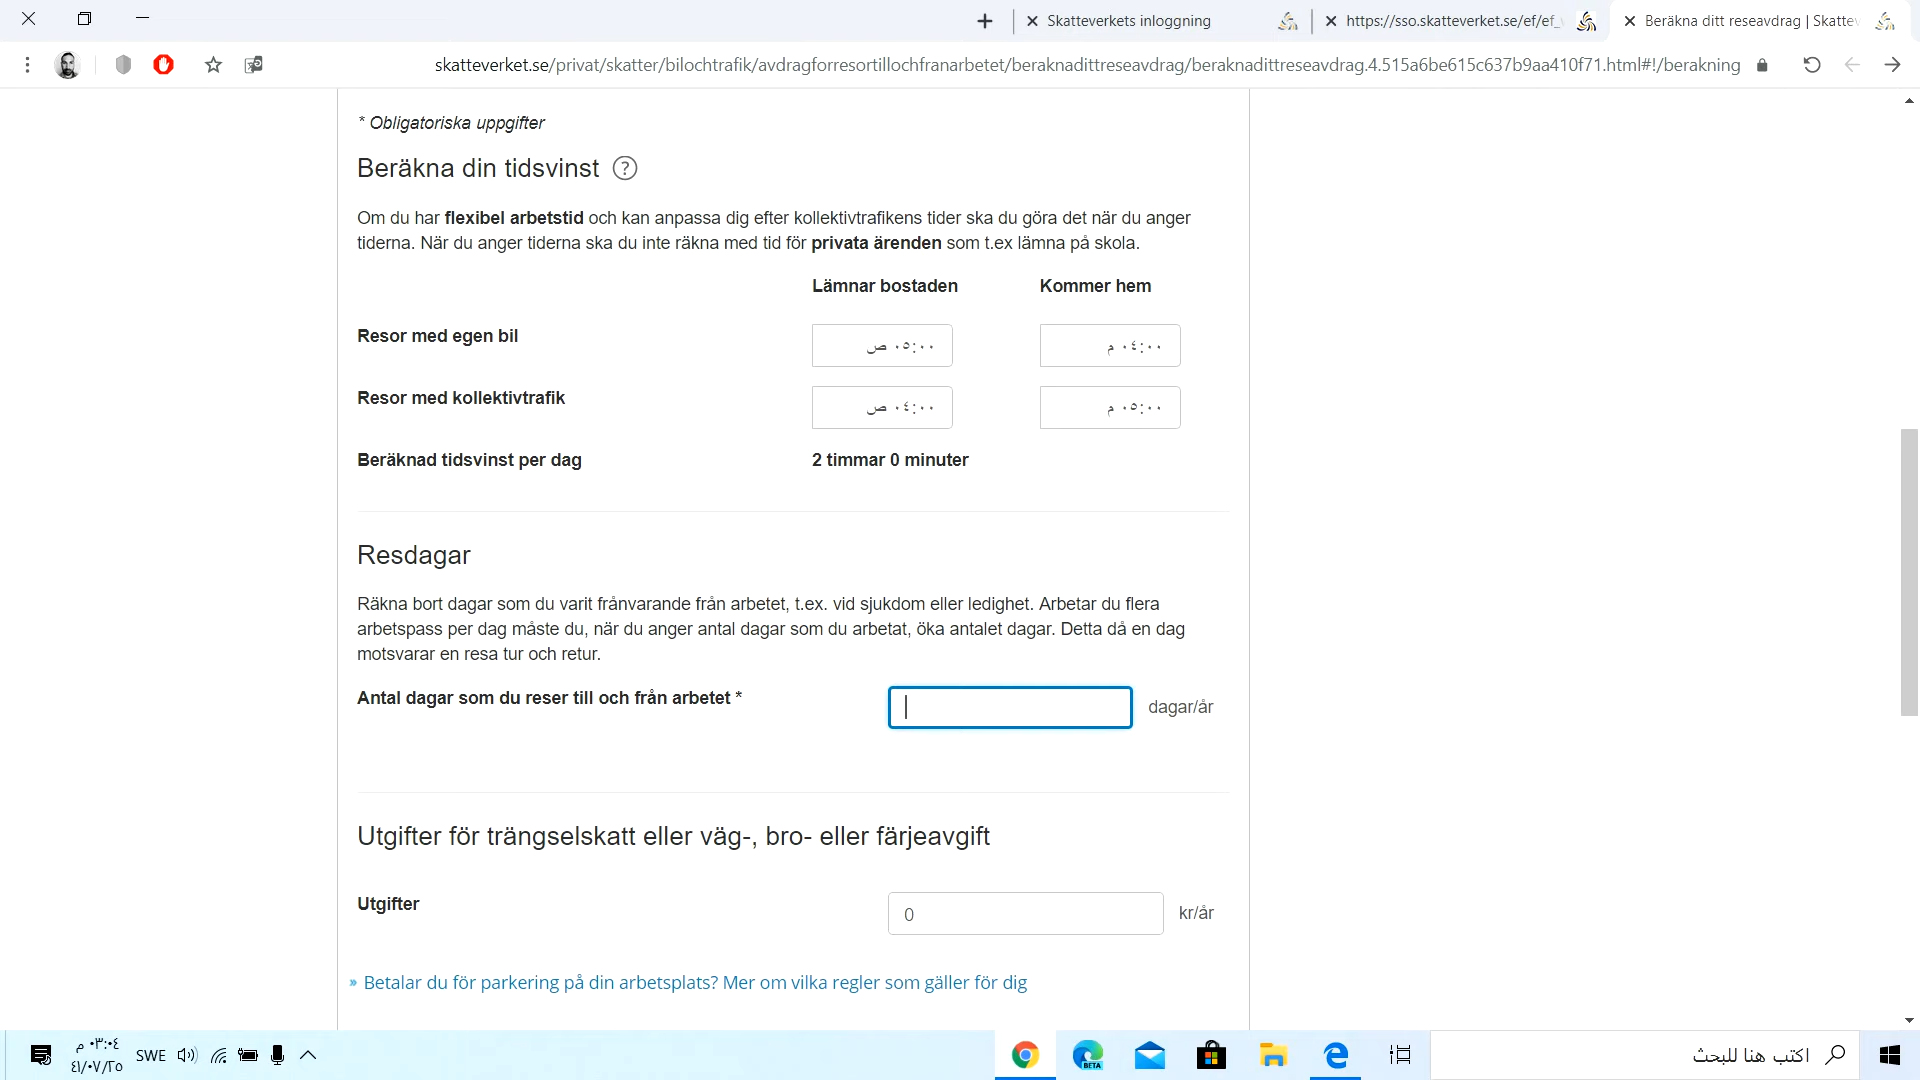 Skatteverkets inloggning
https://sso.skatteverket.se/ef/ef_
Beräkna ditt reseavdrag | Skattev
skatteverket.se/privat/skatter/bilochtrafik/avdragforresortillochfranarbetet/beraknadittreseavdrag/beraknadittreseavdrag.4.515a6be615c637b9aa410f71.html#!/berakning
* Obligatoriska uppgifter
Beräkna din tidsvinst ?
Om du har flexibel arbetstid och kan anpassa dig efter kollektivtrafikens tider ska du göra det när du anger
tiderna. När du anger tiderna ska du inte räkna med tid för privata ärenden som t.ex lämna på skola.
Lämnar bostaden Kommer hem
Resor med egen bil ٠٥:٠٠ ص ٠٤:٠٠ م
Resor med kollektivtrafik ٠٤:٠٠ ص ٠٥:٠٠ م
Beräknad tidsvinst per dag 2 timmar 0 minuter
Resdagar
Räkna bort dagar som du varit frånvarande från arbetet, t.ex. vid sjukdom eller ledighet. Arbetar du flera
arbetspass per dag måste du, när du anger antal dagar som du arbetat, öka antalet dagar. Detta då en dag
motsvarar en resa tur och retur.
Antal dagar som du reser till och från arbetet * dagar/år
Utgifter för trängselskatt eller väg-, bro- eller färjeavgift
Utgifter 0 kr/år
» Betalar du för parkering på din arbetsplats? Mer om vilka regler som gäller för dig
٠٣:٠٤ م
٤١/٠٧/٢٥
SWE
BETA
اكتب هنا للبحث